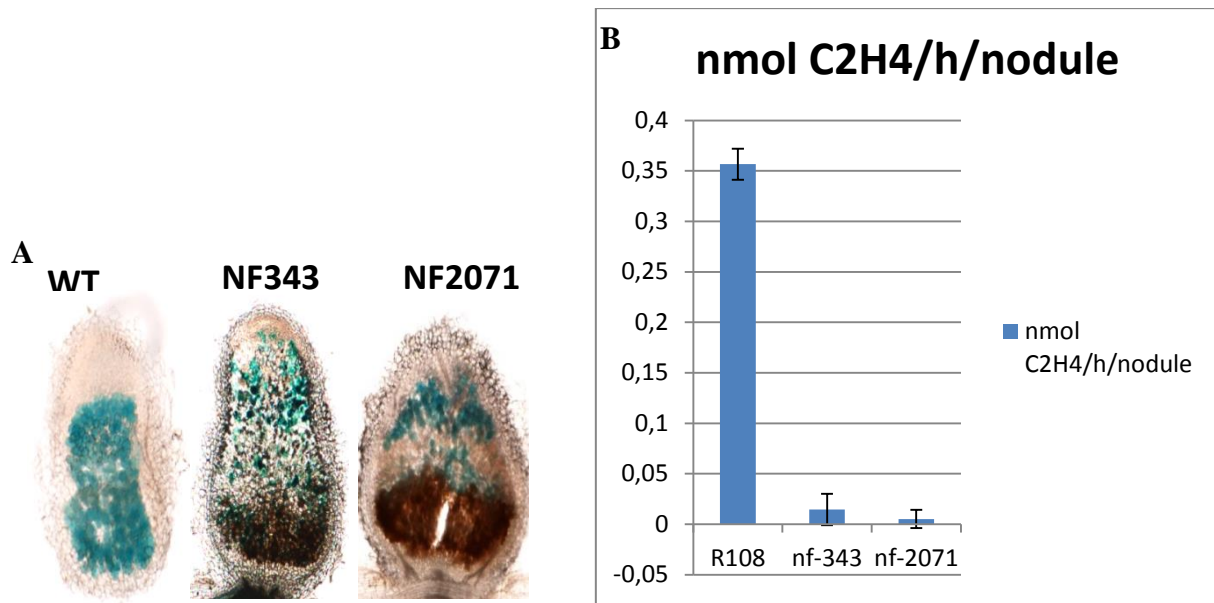 A
WT
NF343
NF2071
B
nmol C2H4/h/nodule
0,4
0,35
0,3
0,25
0,2
0,15
0,1
0,05
0
-0,05
R108
nf-343
nf-2071
nmol
C2H4/h/nodule